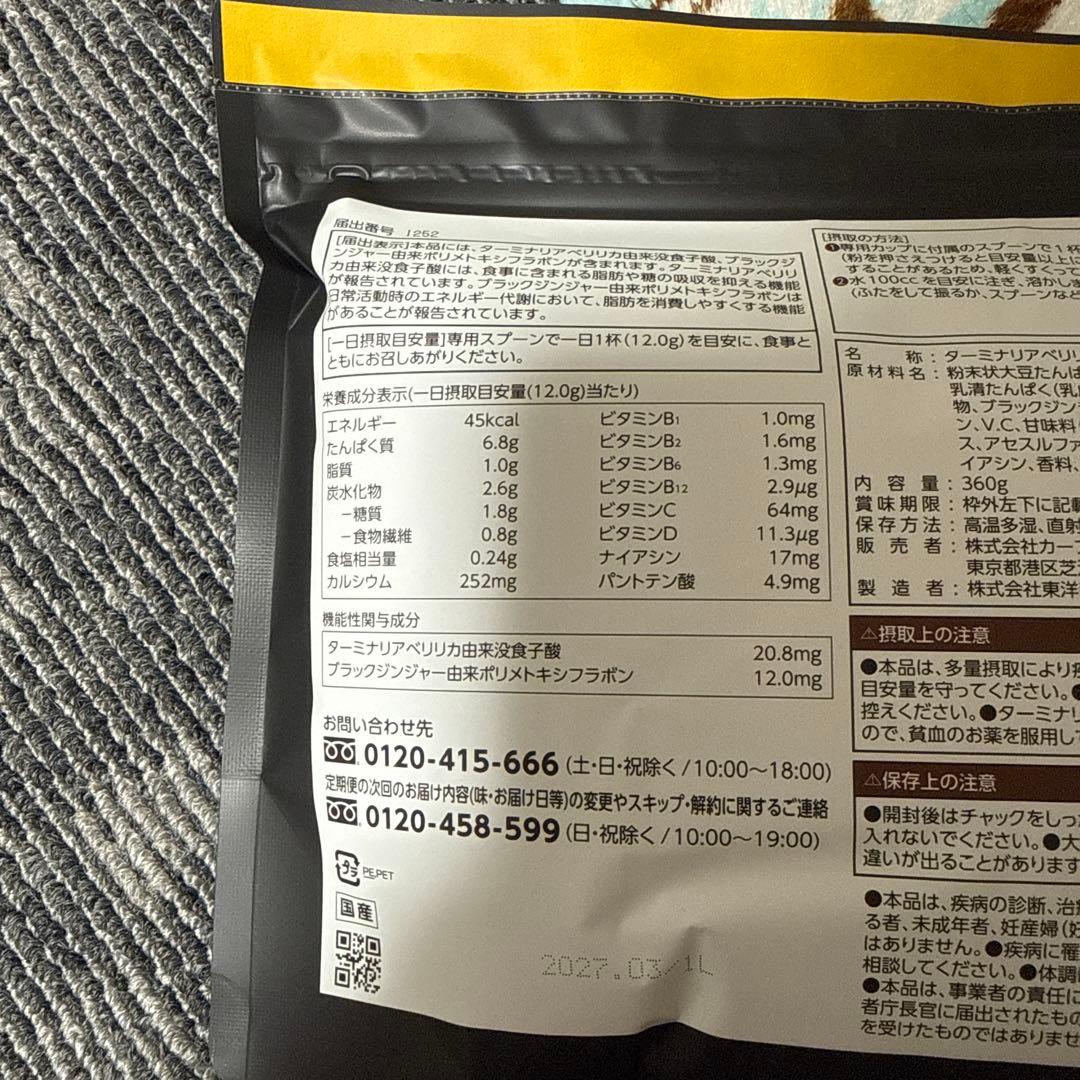 届出番号 I252
[届出表示]本品には、ターミナリアベリリカ由来没食子酸、ブラックジ
ンジャー由来ポリメトキシフラボンが含まれます。ターミナリアベリリ
カ由来没食子酸には、食事に含まれる脂肪や糖の吸収を抑える機能
が報告されています。ブラックジンジャー由来ポリメトキシフラボンは
日常活動時のエネルギー代謝において、脂肪を消費しやすくする機能
があることが報告されています。
[一日摂取目安量]専用スプーンで一日1杯(12.0g)を目安に、食事と
ともにお召しあがりください。
栄養成分表示(一日摂取目安量(12.0g)当たり)
エネルギー 45kcal ビタミンB₁ 1.0mg
たんぱく質 6.8g ビタミンB₂ 1.6mg
脂質 1.0g ビタミンB₆ 1.3mg
炭水化物 2.6g ビタミンB₁₂ 2.9μg
－糖質 1.8g ビタミンC 64mg
－食物繊維 0.8g ビタミンD 11.3μg
食塩相当量 0.24g ナイアシン 17mg
カルシウム 252mg パントテン酸 4.9mg
機能性関与成分
ターミナリアベリリカ由来没食子酸 20.8mg
ブラックジンジャー由来ポリメトキシフラボン 12.0mg
お問い合わせ先
0120-415-666(土・日・祝除く/10:00～18:00)
定期便の次回のお届け内容(味・お届け日等)の変更やスキップ・解約に関するご連絡
0120-458-599(日・祝除く/10:00～19:00)
プラ PE,PET
国産
2027.03/1L
[摂取の方法]
❶専用カップに付属のスプーンで1杯
(粉を押さえつけると目安量以上に
することがあるため、軽くすくって
❷水100ccを目安に注ぎ、溶かしま
(ふたをして振るか、スプーンなど
名称:ターミナリアベリリ
原材料名:粉末状大豆たんぱ
乳清たんぱく(乳
物、ブラックジン
ン、V.C、甘味料
ス、アセスルファ
イアシン、香料、
内容量:360g
賞味期限:枠外左下に記載
保存方法:高温多湿、直射
販売者:株式会社カー
東京都港区芝
製造者:株式会社東洋
⚠摂取上の注意
●本品は、多量摂取により疾
目安量を守ってください。●
控えください。●ターミナリ
ので、貧血のお薬を服用して
⚠保存上の注意
●開封後はチャックをしっ
入れないでください。●大
違いが出ることがあります
●本品は、疾病の診断、治療
る者、未成年者、妊産婦(妊
はありません。●疾病に罹
相談してください。●体調
●本品は、事業者の責任に
者庁長官に届出されたもの
を受けたものではありませ